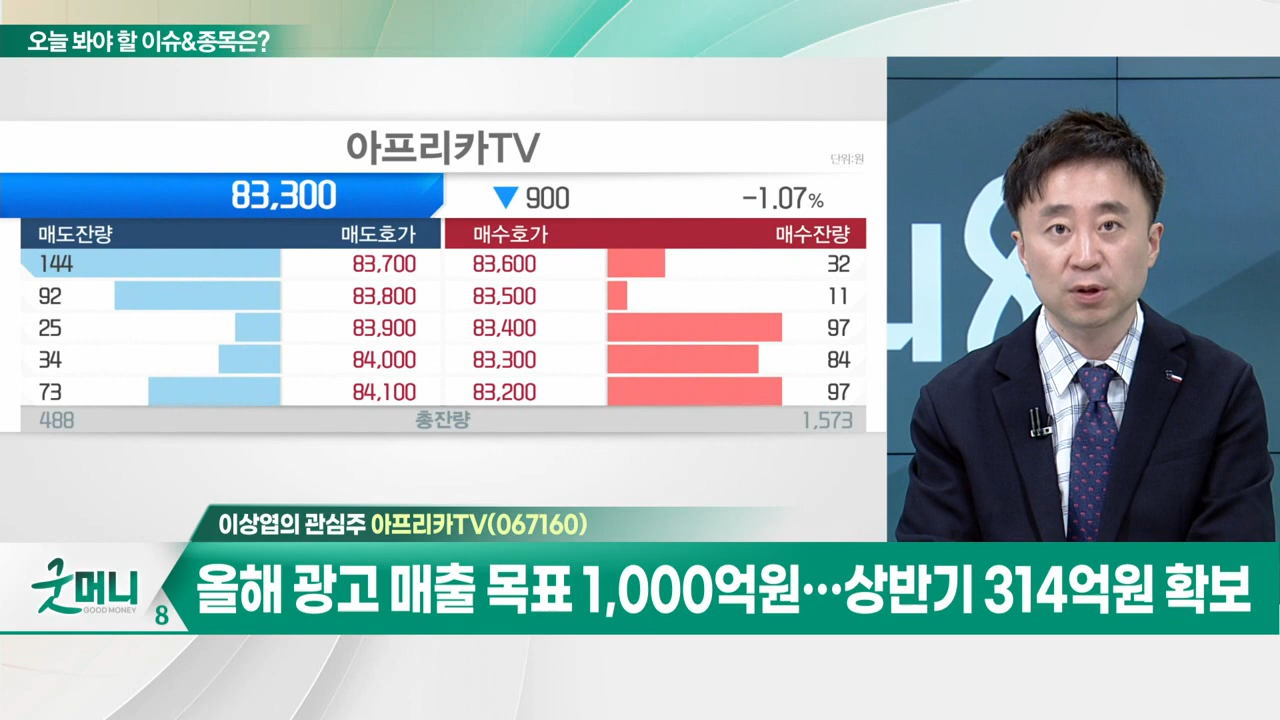 오늘 봐야 할 이슈&종목은?
아프리카TV
단위:원
83,300 ▼ 900 -1.07%
매도잔량 매도호가 매수호가 매수잔량
144 83,700 83,600 32
92 83,800 83,500 11
25 83,900 83,400 97
34 84,000 83,300 84
73 84,100 83,200 97
488 총잔량 1,573
이상엽의 관심주 아프리카TV(067160)
굿머니
GOOD MONEY
8
올해 광고 매출 목표 1,000억원…상반기 314억원 확보